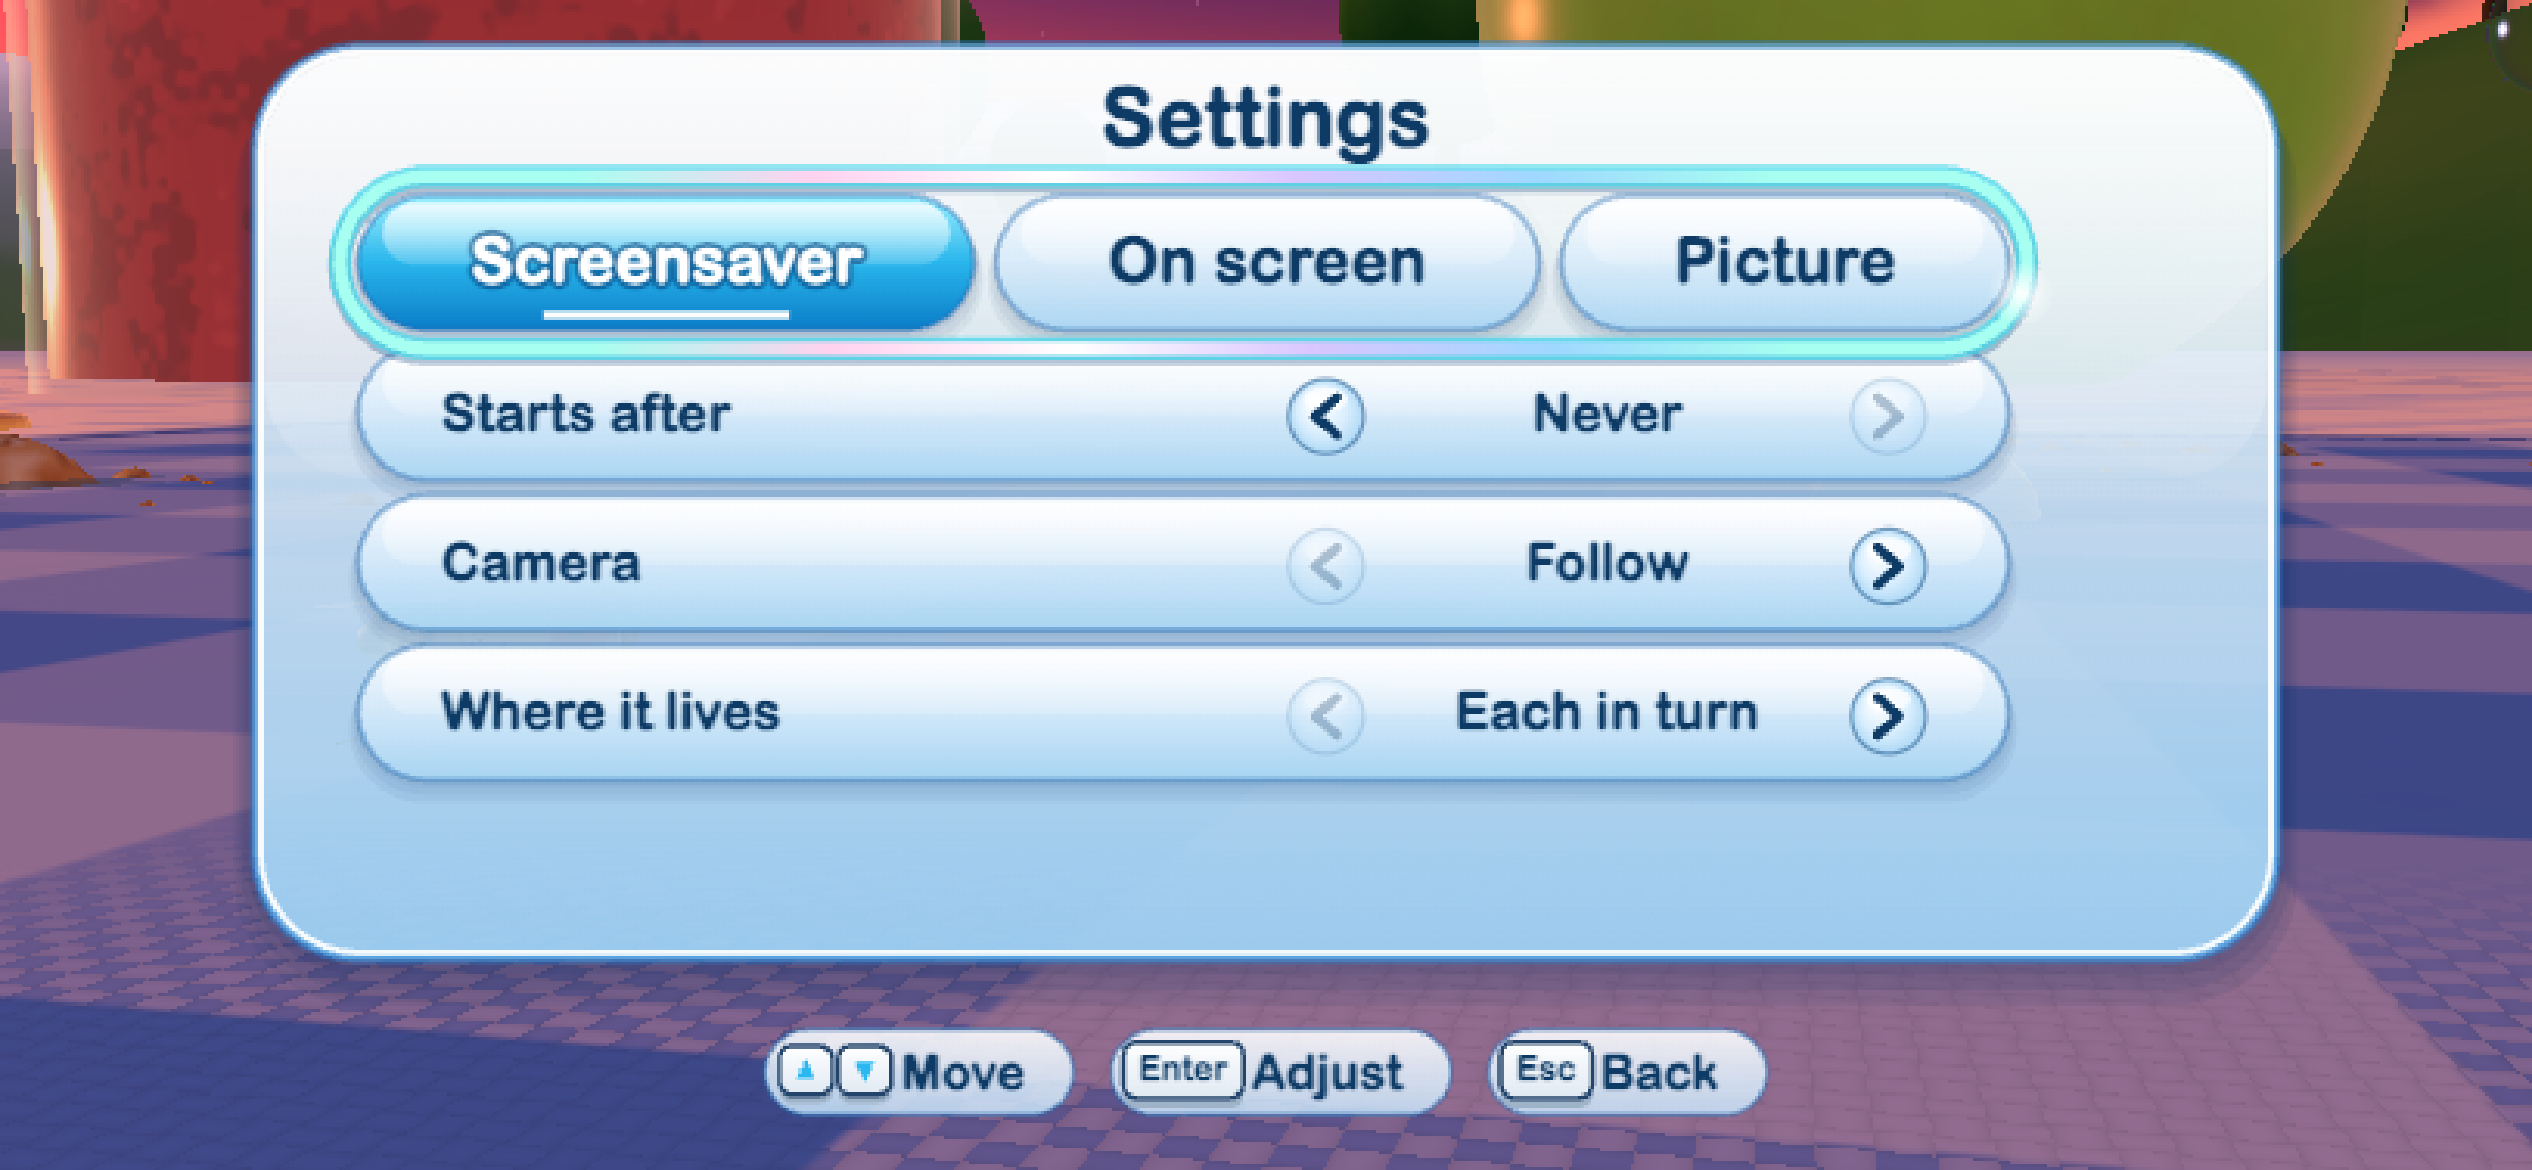 Settings
Screensaver On screen Picture
Starts after Never
Camera Follow
Where it lives Each in turn
Move Enter Adjust Esc Back